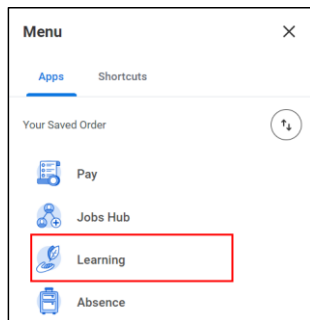 Menu
Apps Shortcuts
Your Saved Order
Pay
Jobs Hub
Learning
Absence